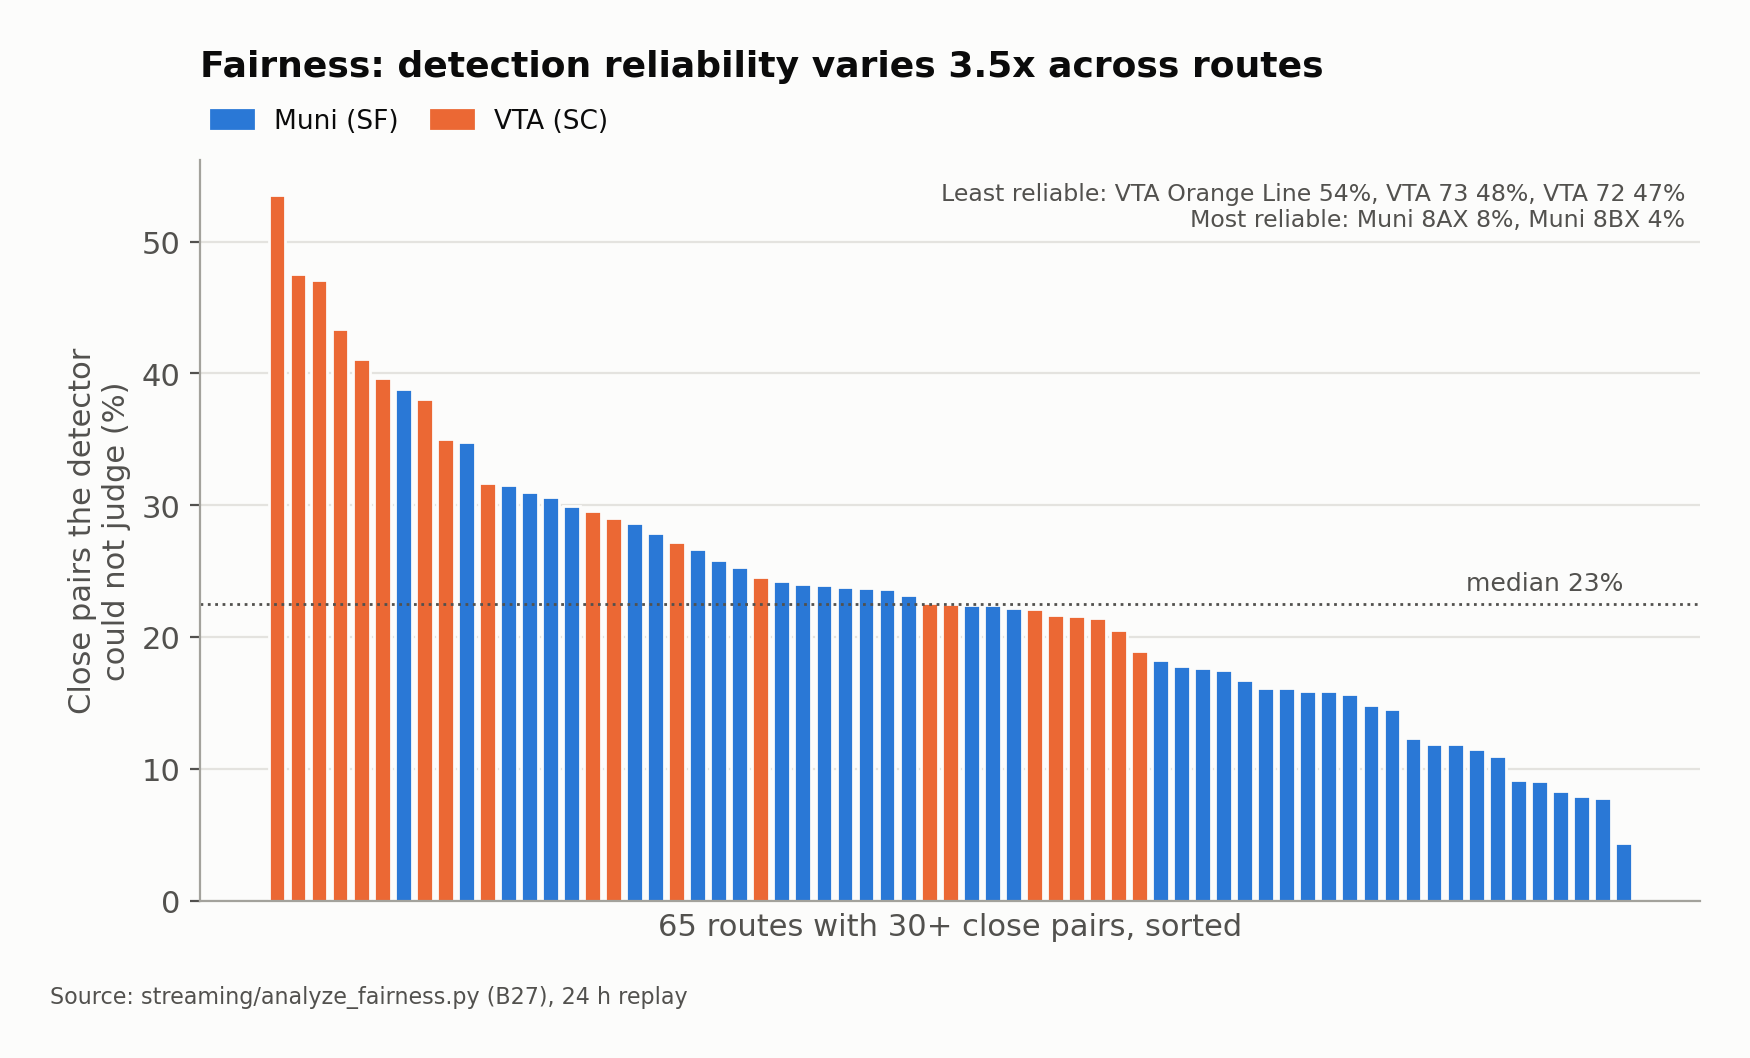 Fairness: detection reliability varies 3.5x across routes
Muni (SF)
VTA (SC)
Least reliable: VTA Orange Line 54%, VTA 73 48%, VTA 72 47%
Most reliable: Muni 8AX 8%, Muni 8BX 4%
Close pairs the detector
could not judge (%)
50
40
30
20
10
0
median 23%
65 routes with 30+ close pairs, sorted
Source: streaming/analyze_fairness.py (B27), 24 h replay